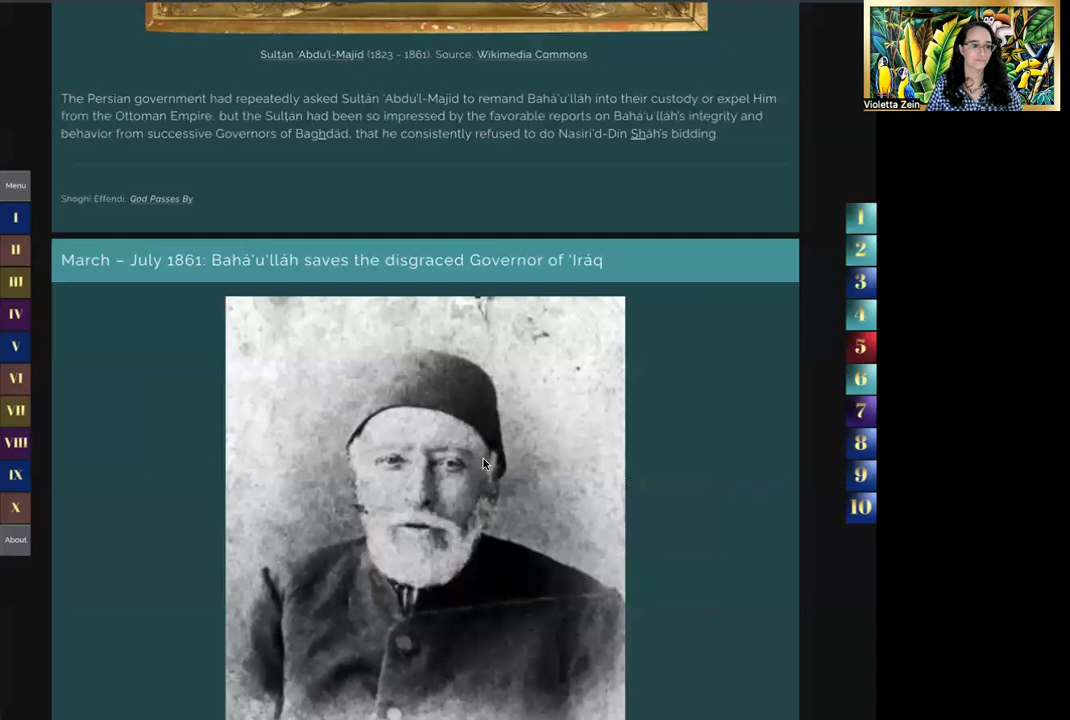 Sulṭán 'Abdu'l-Majíd (1823 - 1861). Source: Wikimedia Commons
The Persian government had repeatedly asked Sulṭán 'Abdu'l-Majíd to remand Bahá'u'lláh into their custody or expel Him
from the Ottoman Empire. but the Sulṭán had been so impressed by the favorable reports on Bahá'u'lláh's integrity and
behavior from successive Governors of Baghdád, that he consistently refused to do Nasiri'd-Dín Sháh's bidding.
Shoghi Effendi. God Passes By
March – July 1861: Bahá'u'lláh saves the disgraced Governor of 'Iráq
Menu
I
II
III
IV
V
VI
VII
VIII
IX
X
About
1
2
3
4
5
6
7
8
9
10
Violetta Zein